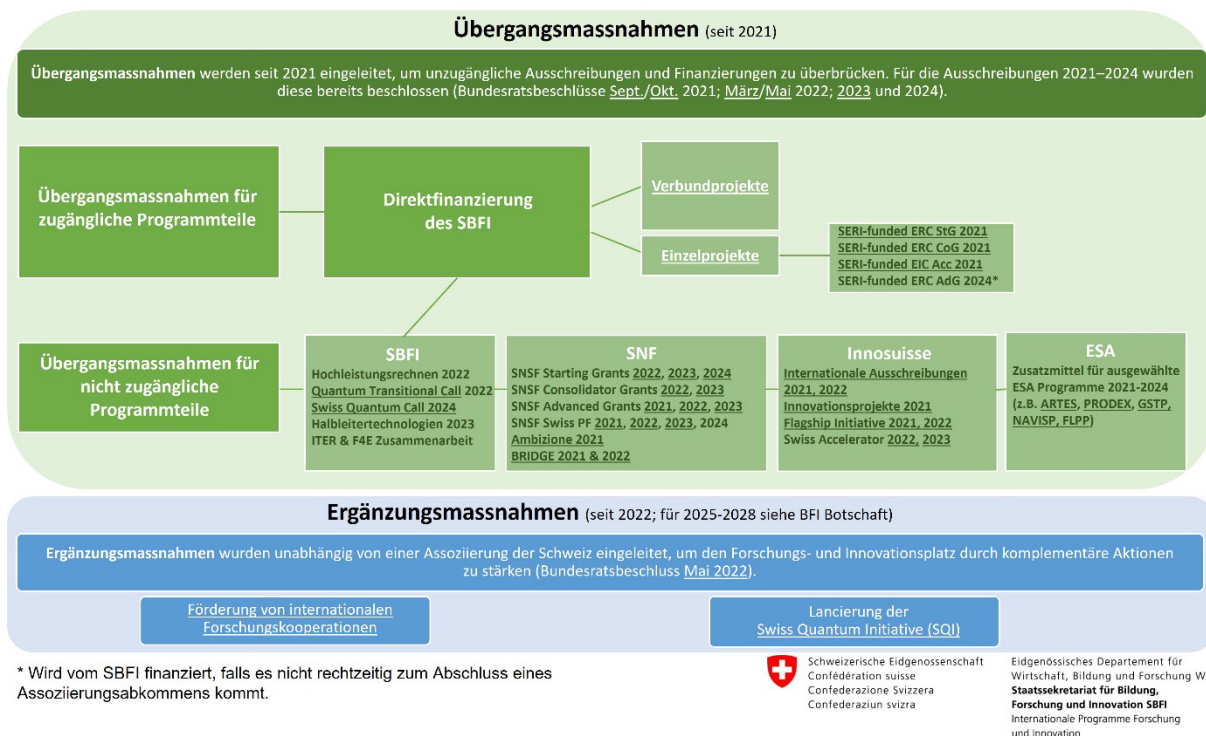 Übergangsmassnahmen (seit 2021)
Übergangsmassnahmen werden seit 2021 eingeleitet, um unzugängliche Ausschreibungen und Finanzierungen zu überbrücken. Für die Ausschreibungen 2021–2024 wurden
diese bereits beschlossen (Bundesratsbeschlüsse Sept./Okt. 2021; März/Mai 2022; 2023 und 2024).
Übergangsmassnahmen für
zugängliche Programmteile
Direktfinanzierung
des SBFI
Verbundprojekte
Einzelprojekte
SERI-funded ERC StG 2021
SERI-funded ERC CoG 2021
SERI-funded EIC Acc 2021
SERI-funded ERC AdG 2024*
Übergangsmassnahmen für
nicht zugängliche
Programmteile
SBFI
Hochleistungsrechnen 2022
Quantum Transitional Call 2022
Swiss Quantum Call 2024
Halbleitertechnologien 2023
ITER & F4E Zusammenarbeit
SNF
SNSF Starting Grants 2022, 2023, 2024
SNSF Consolidator Grants 2022, 2023
SNSF Advanced Grants 2021, 2022, 2023
SNSF Swiss PF 2021, 2022, 2023, 2024
Ambizione 2021
BRIDGE 2021 & 2022
Innosuisse
Internationale Ausschreibungen
2021, 2022
Innovationsprojekte 2021
Flagship Initiative 2021, 2022
Swiss Accelerator 2022, 2023
ESA
Zusatzmittel für ausgewählte
ESA Programme 2021-2024
(z.B. ARTES, PRODEX, GSTP,
NAVISP, FLPP)
Ergänzungsmassnahmen (seit 2022; für 2025-2028 siehe BFI Botschaft)
Ergänzungsmassnahmen wurden unabhängig von einer Assoziierung der Schweiz eingeleitet, um den Forschungs- und Innovationsplatz durch komplementäre Aktionen
zu stärken (Bundesratsbeschluss Mai 2022).
Förderung von internationalen
Forschungskooperationen
Lancierung der
Swiss Quantum Initiative (SQI)
* Wird vom SBFI finanziert, falls es nicht rechtzeitig zum Abschluss eines
Assoziierungsabkommens kommt.
Schweizerische Eidgenossenschaft
Confédération suisse
Confederazione Svizzera
Confederaziun svizra
Eidgenössisches Departement für
Wirtschaft, Bildung und Forschung W
Staatssekretariat für Bildung,
Forschung und Innovation SBFI
Internationale Programme Forschung
und Innovation